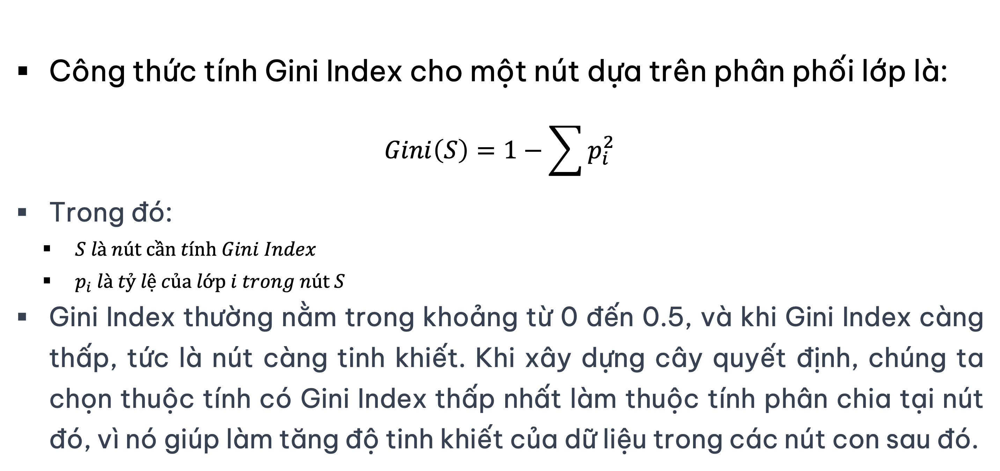 ▪ Công thức tính Gini Index cho một nút dựa trên phân phối lớp là:
Gini(S) = 1 − ∑ pᵢ²
▪ Trong đó:
▪ S là nút cần tính Gini Index
▪ pᵢ là tỷ lệ của lớp i trong nút S
▪ Gini Index thường nằm trong khoảng từ 0 đến 0.5, và khi Gini Index càng
thấp, tức là nút càng tinh khiết. Khi xây dựng cây quyết định, chúng ta
chọn thuộc tính có Gini Index thấp nhất làm thuộc tính phân chia tại nút
đó, vì nó giúp làm tăng độ tinh khiết của dữ liệu trong các nút con sau đó.